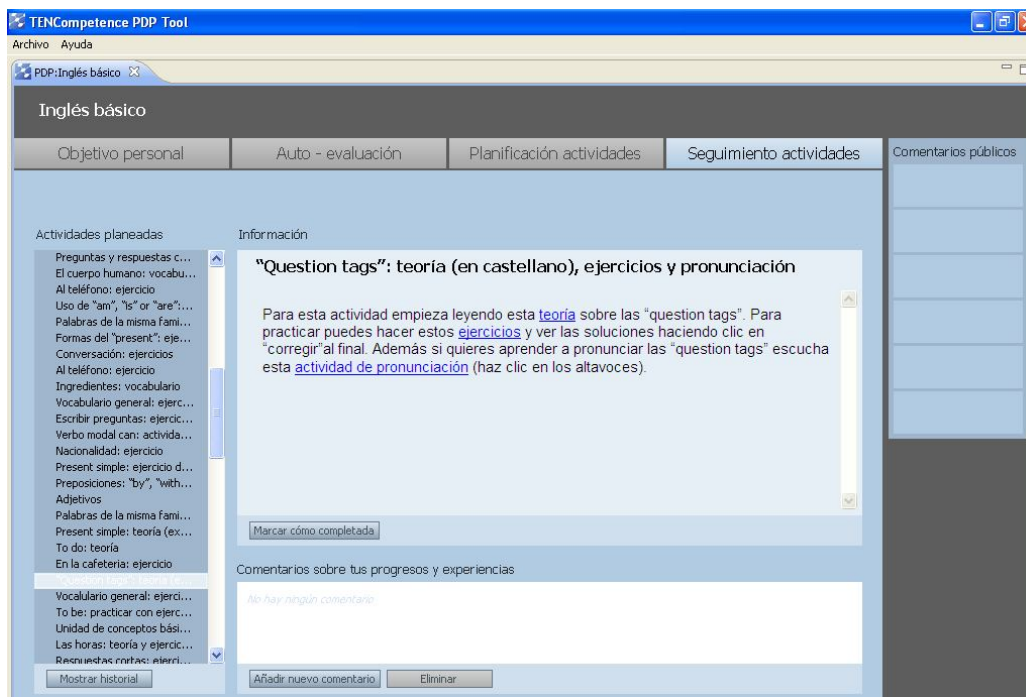 TENCompetence PDP Tool
Archivo Ayuda
PDP:Inglés básico
Inglés básico
Objetivo personal
Auto - evaluación
Planificación actividades
Seguimiento actividades
Comentarios públicos
Actividades planeadas
Preguntas y respuestas c...
El cuerpo humano: vocabu...
Al teléfono: ejercicio
Uso de "am", "is" or "are":...
Palabras de la misma fami...
Formas del "present": eje...
Conversación: ejercicios
Al teléfono: ejercicio
Ingredientes: vocabulario
Vocabulario general: ejerc...
Escribir preguntas: ejercic...
Verbo modal can: activida...
Nacionalidad: ejercicio
Present simple: ejercicio d...
Preposiciones: "by", "with...
Adjetivos
Palabras de la misma fami...
Present simple: teoría (ex...
To do: teoría
En la cafeteria: ejercicio
"Question tags": teoría (e...
Vocalulario general: ejerci...
To be: practicar con ejerc...
Unidad de conceptos bási...
Las horas: teoría y ejercic...
Respuestas cortas: ejerci...
Mostrar historial
Información
"Question tags": teoría (en castellano), ejercicios y pronunciación
Para esta actividad empieza leyendo esta teoría sobre las "question tags". Para
practicar puedes hacer estos ejercicios y ver las soluciones haciendo clic en
"corregir"al final. Además si quieres aprender a pronunciar las "question tags" escucha
esta actividad de pronunciación (haz clic en los altavoces).
Marcar cómo completada
Comentarios sobre tus progresos y experiencias
No hay ningún comentario
Añadir nuevo comentario
Eliminar